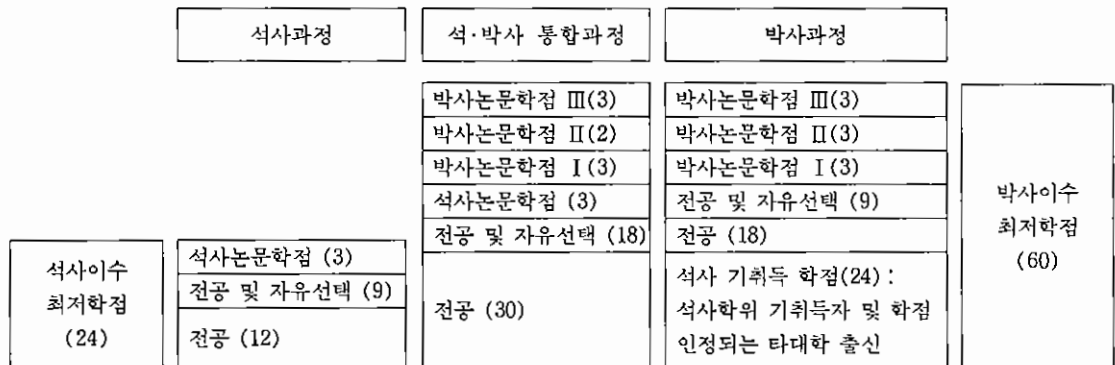 석사과정
석·박사 통합과정
박사과정
석사이수
최저학점
(24)
석사논문학점 (3)
전공 및 자유선택 (9)
전공 (12)
박사논문학점 Ⅲ(3)
박사논문학점 Ⅱ(2)
박사논문학점 Ⅰ(3)
석사논문학점 (3)
전공 및 자유선택 (18)
전공 (30)
박사논문학점 Ⅲ(3)
박사논문학점 Ⅱ(3)
박사논문학점 Ⅰ(3)
전공 및 자유선택 (9)
전공 (18)
석사 기취득 학점(24) :
석사학위 기취득자 및 학점
인정되는 타대학 출신
박사이수
최저학점
(60)